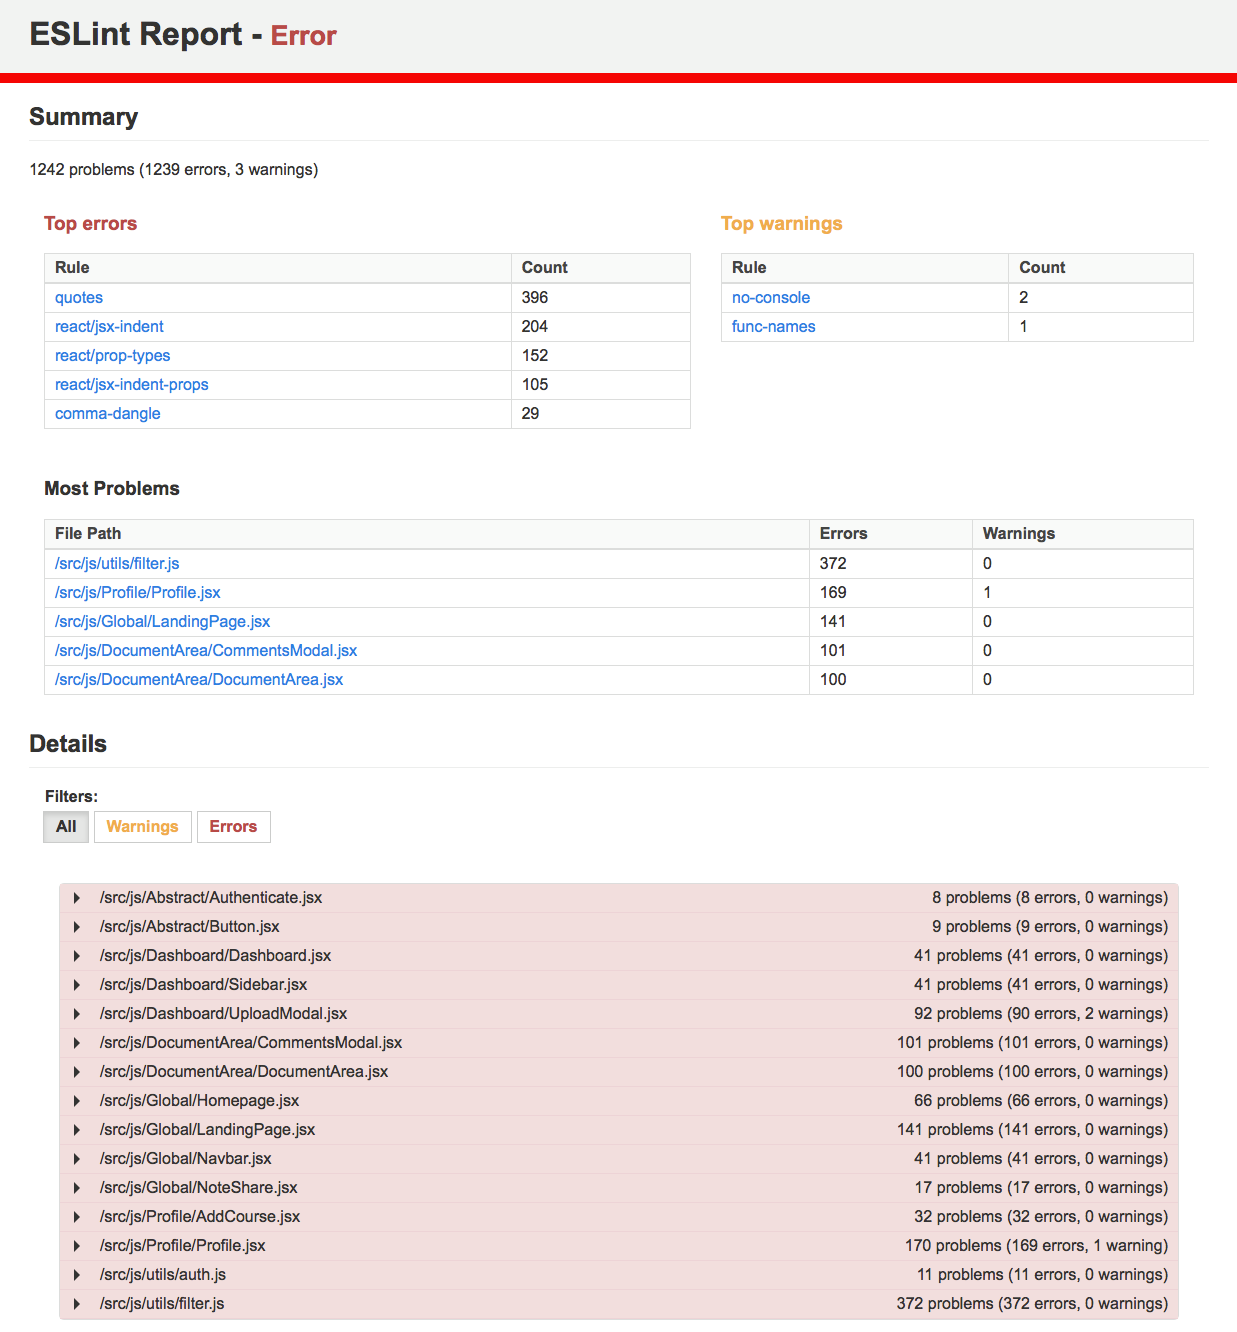 ESLint Report - Error
Summary
1242 problems (1239 errors, 3 warnings)
Top errors
Rule Count
quotes 396
react/jsx-indent 204
react/prop-types 152
react/jsx-indent-props 105
comma-dangle 29
Top warnings
Rule Count
no-console 2
func-names 1
Most Problems
File Path Errors Warnings
/src/js/utils/filter.js 372 0
/src/js/Profile/Profile.jsx 169 1
/src/js/Global/LandingPage.jsx 141 0
/src/js/DocumentArea/CommentsModal.jsx 101 0
/src/js/DocumentArea/DocumentArea.jsx 100 0
Details
Filters:
All Warnings Errors
/src/js/Abstract/Authenticate.jsx 8 problems (8 errors, 0 warnings)
/src/js/Abstract/Button.jsx 9 problems (9 errors, 0 warnings)
/src/js/Dashboard/Dashboard.jsx 41 problems (41 errors, 0 warnings)
/src/js/Dashboard/Sidebar.jsx 41 problems (41 errors, 0 warnings)
/src/js/Dashboard/UploadModal.jsx 92 problems (90 errors, 2 warnings)
/src/js/DocumentArea/CommentsModal.jsx 101 problems (101 errors, 0 warnings)
/src/js/DocumentArea/DocumentArea.jsx 100 problems (100 errors, 0 warnings)
/src/js/Global/Homepage.jsx 66 problems (66 errors, 0 warnings)
/src/js/Global/LandingPage.jsx 141 problems (141 errors, 0 warnings)
/src/js/Global/Navbar.jsx 41 problems (41 errors, 0 warnings)
/src/js/Global/NoteShare.jsx 17 problems (17 errors, 0 warnings)
/src/js/Profile/AddCourse.jsx 32 problems (32 errors, 0 warnings)
/src/js/Profile/Profile.jsx 170 problems (169 errors, 1 warning)
/src/js/utils/auth.js 11 problems (11 errors, 0 warnings)
/src/js/utils/filter.js 372 problems (372 errors, 0 warnings)